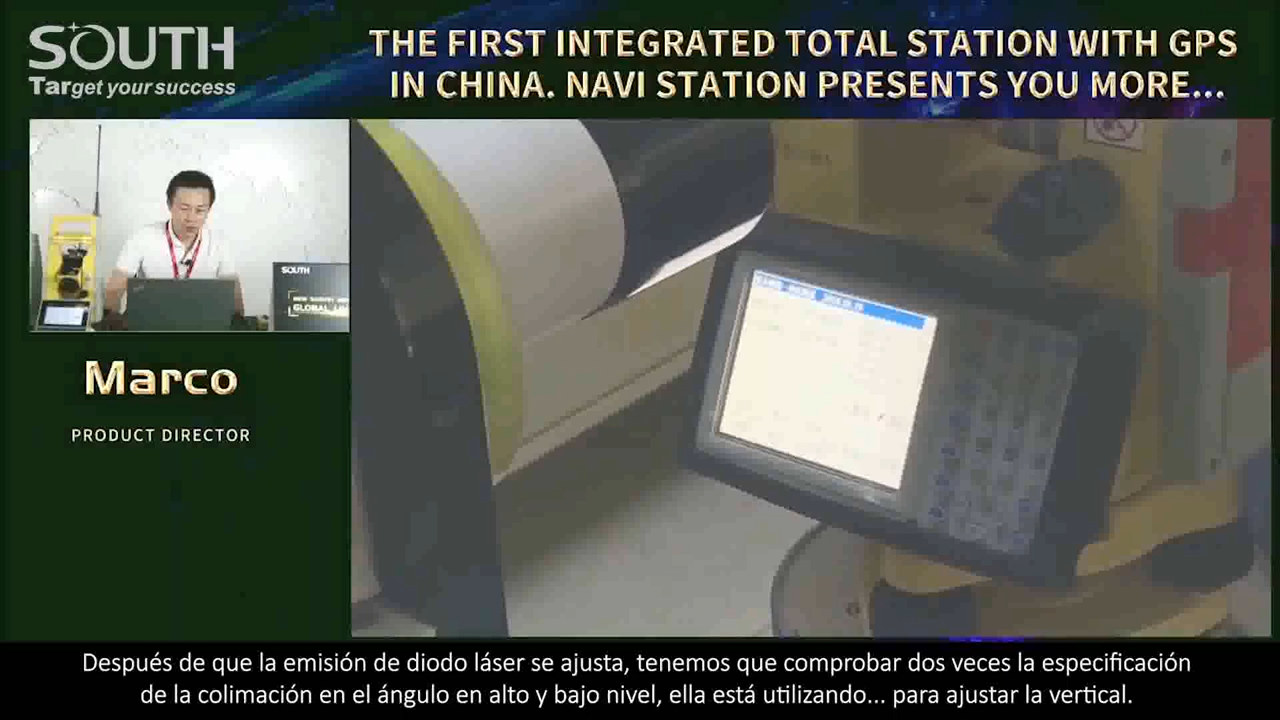 SOUTH
Target your success
THE FIRST INTEGRATED TOTAL STATION WITH GPS
IN CHINA. NAVI STATION PRESENTS YOU MORE...
SOUTH
Marco
PRODUCT DIRECTOR
Después de que la emisión de diodo láser se ajusta, tenemos que comprobar dos veces la especificación
de la colimación en el ángulo en alto y bajo nivel, ella está utilizando... para ajustar la vertical.